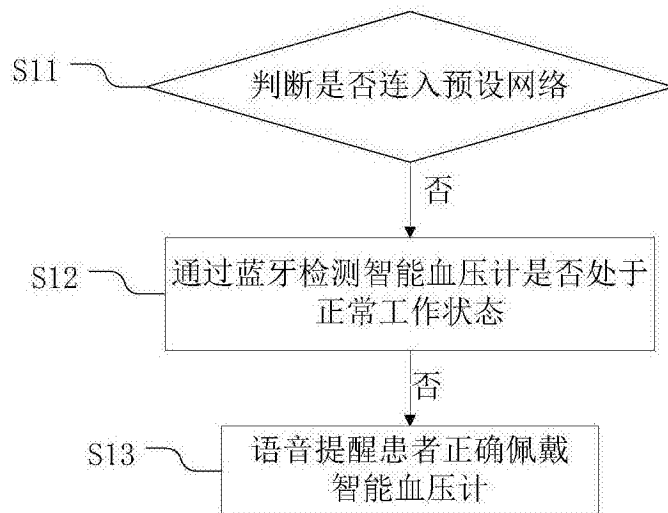 S11
判断是否连入预设网络
否
S12
通过蓝牙检测智能血压计是否处于
正常工作状态
否
S13
语音提醒患者正确佩戴
智能血压计